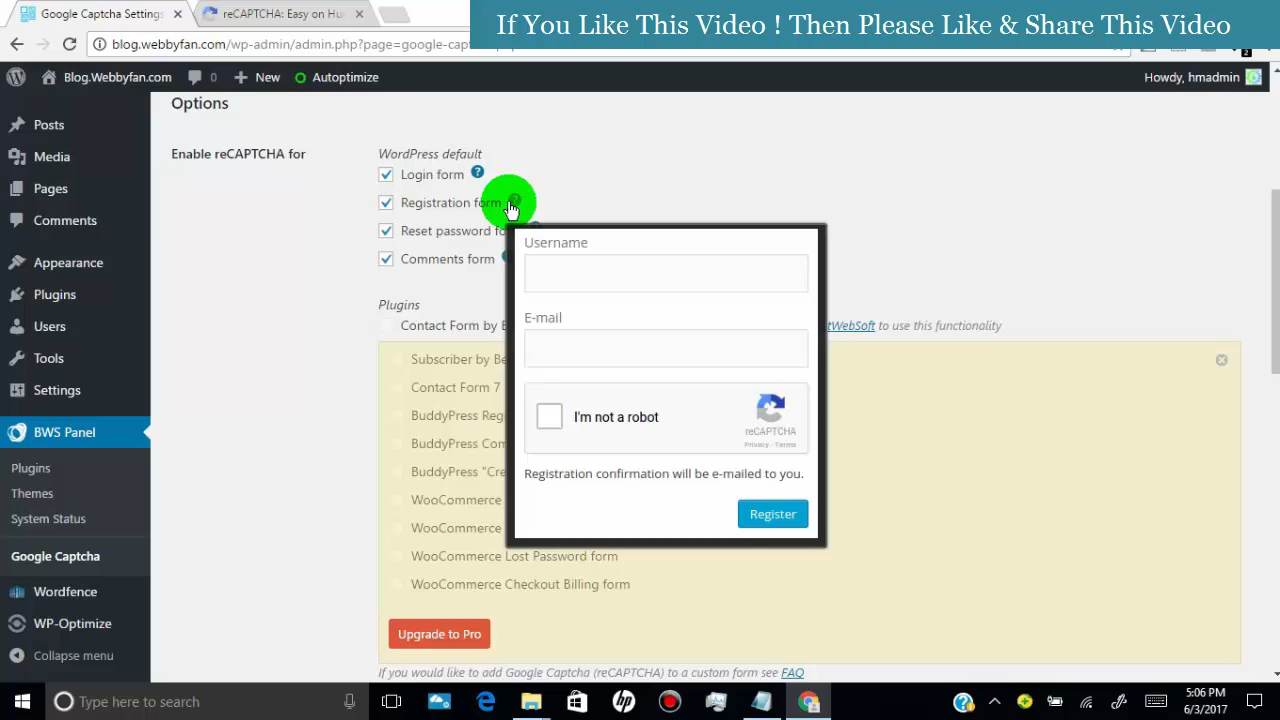 Google Captcha Settings
reCAPTCHA: Easy on Hu
If You Like This Video ! Then Please Like & Share This Video
blog.webbyfan.com/wp-admin/admin.php?page=google-capt
2
Blog.Webbyfan.com
0
New
Autoptimize
Howdy, hmadmin
Options
Posts
Media
Pages
Comments
Appearance
Plugins
Users
Tools
Settings
BWS Panel
Plugins
Themes
System Status
Google Captcha
Wordfence
WP-Optimize
Collapse menu
Enable reCAPTCHA for
WordPress default
Login form
Registration form
Reset password fo
Comments form
Plugins
Contact Form by B
tWebSoft to use this functionality
Subscriber by Be
Contact Form 7
BuddyPress Reg
BuddyPress Com
BuddyPress "Cre
WooCommerce
WooCommerce
WooCommerce Lost Password form
WooCommerce Checkout Billing form
Upgrade to Pro
If you would like to add Google Captcha (reCAPTCHA) to a custom form see FAQ
Username
E-mail
I'm not a robot
reCAPTCHA
Privacy - Terms
Registration confirmation will be e-mailed to you.
Register
Type here to search
5:06 PM
6/3/2017